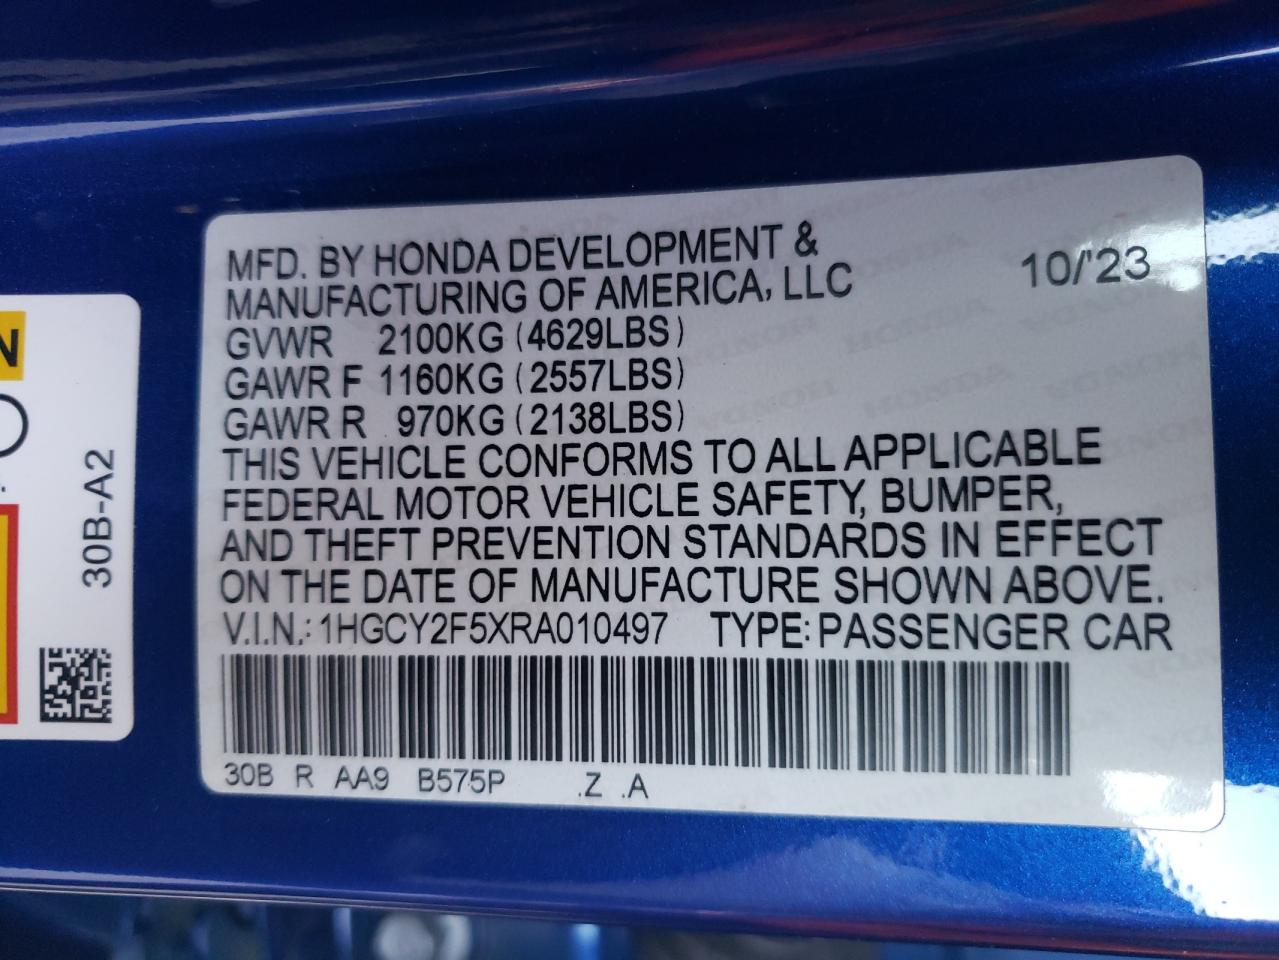 MFD. BY HONDA DEVELOPMENT &
MANUFACTURING OF AMERICA, LLC 10/'23
GVWR 2100KG (4629LBS)
GAWR F 1160KG (2557LBS)
GAWR R 970KG (2138LBS)
THIS VEHICLE CONFORMS TO ALL APPLICABLE
FEDERAL MOTOR VEHICLE SAFETY, BUMPER,
AND THEFT PREVENTION STANDARDS IN EFFECT
ON THE DATE OF MANUFACTURE SHOWN ABOVE.
V.I.N.: 1HGCY2F5XRA010497 TYPE: PASSENGER CAR
30B R AA9 B575P .Z .A
N
30B-A2